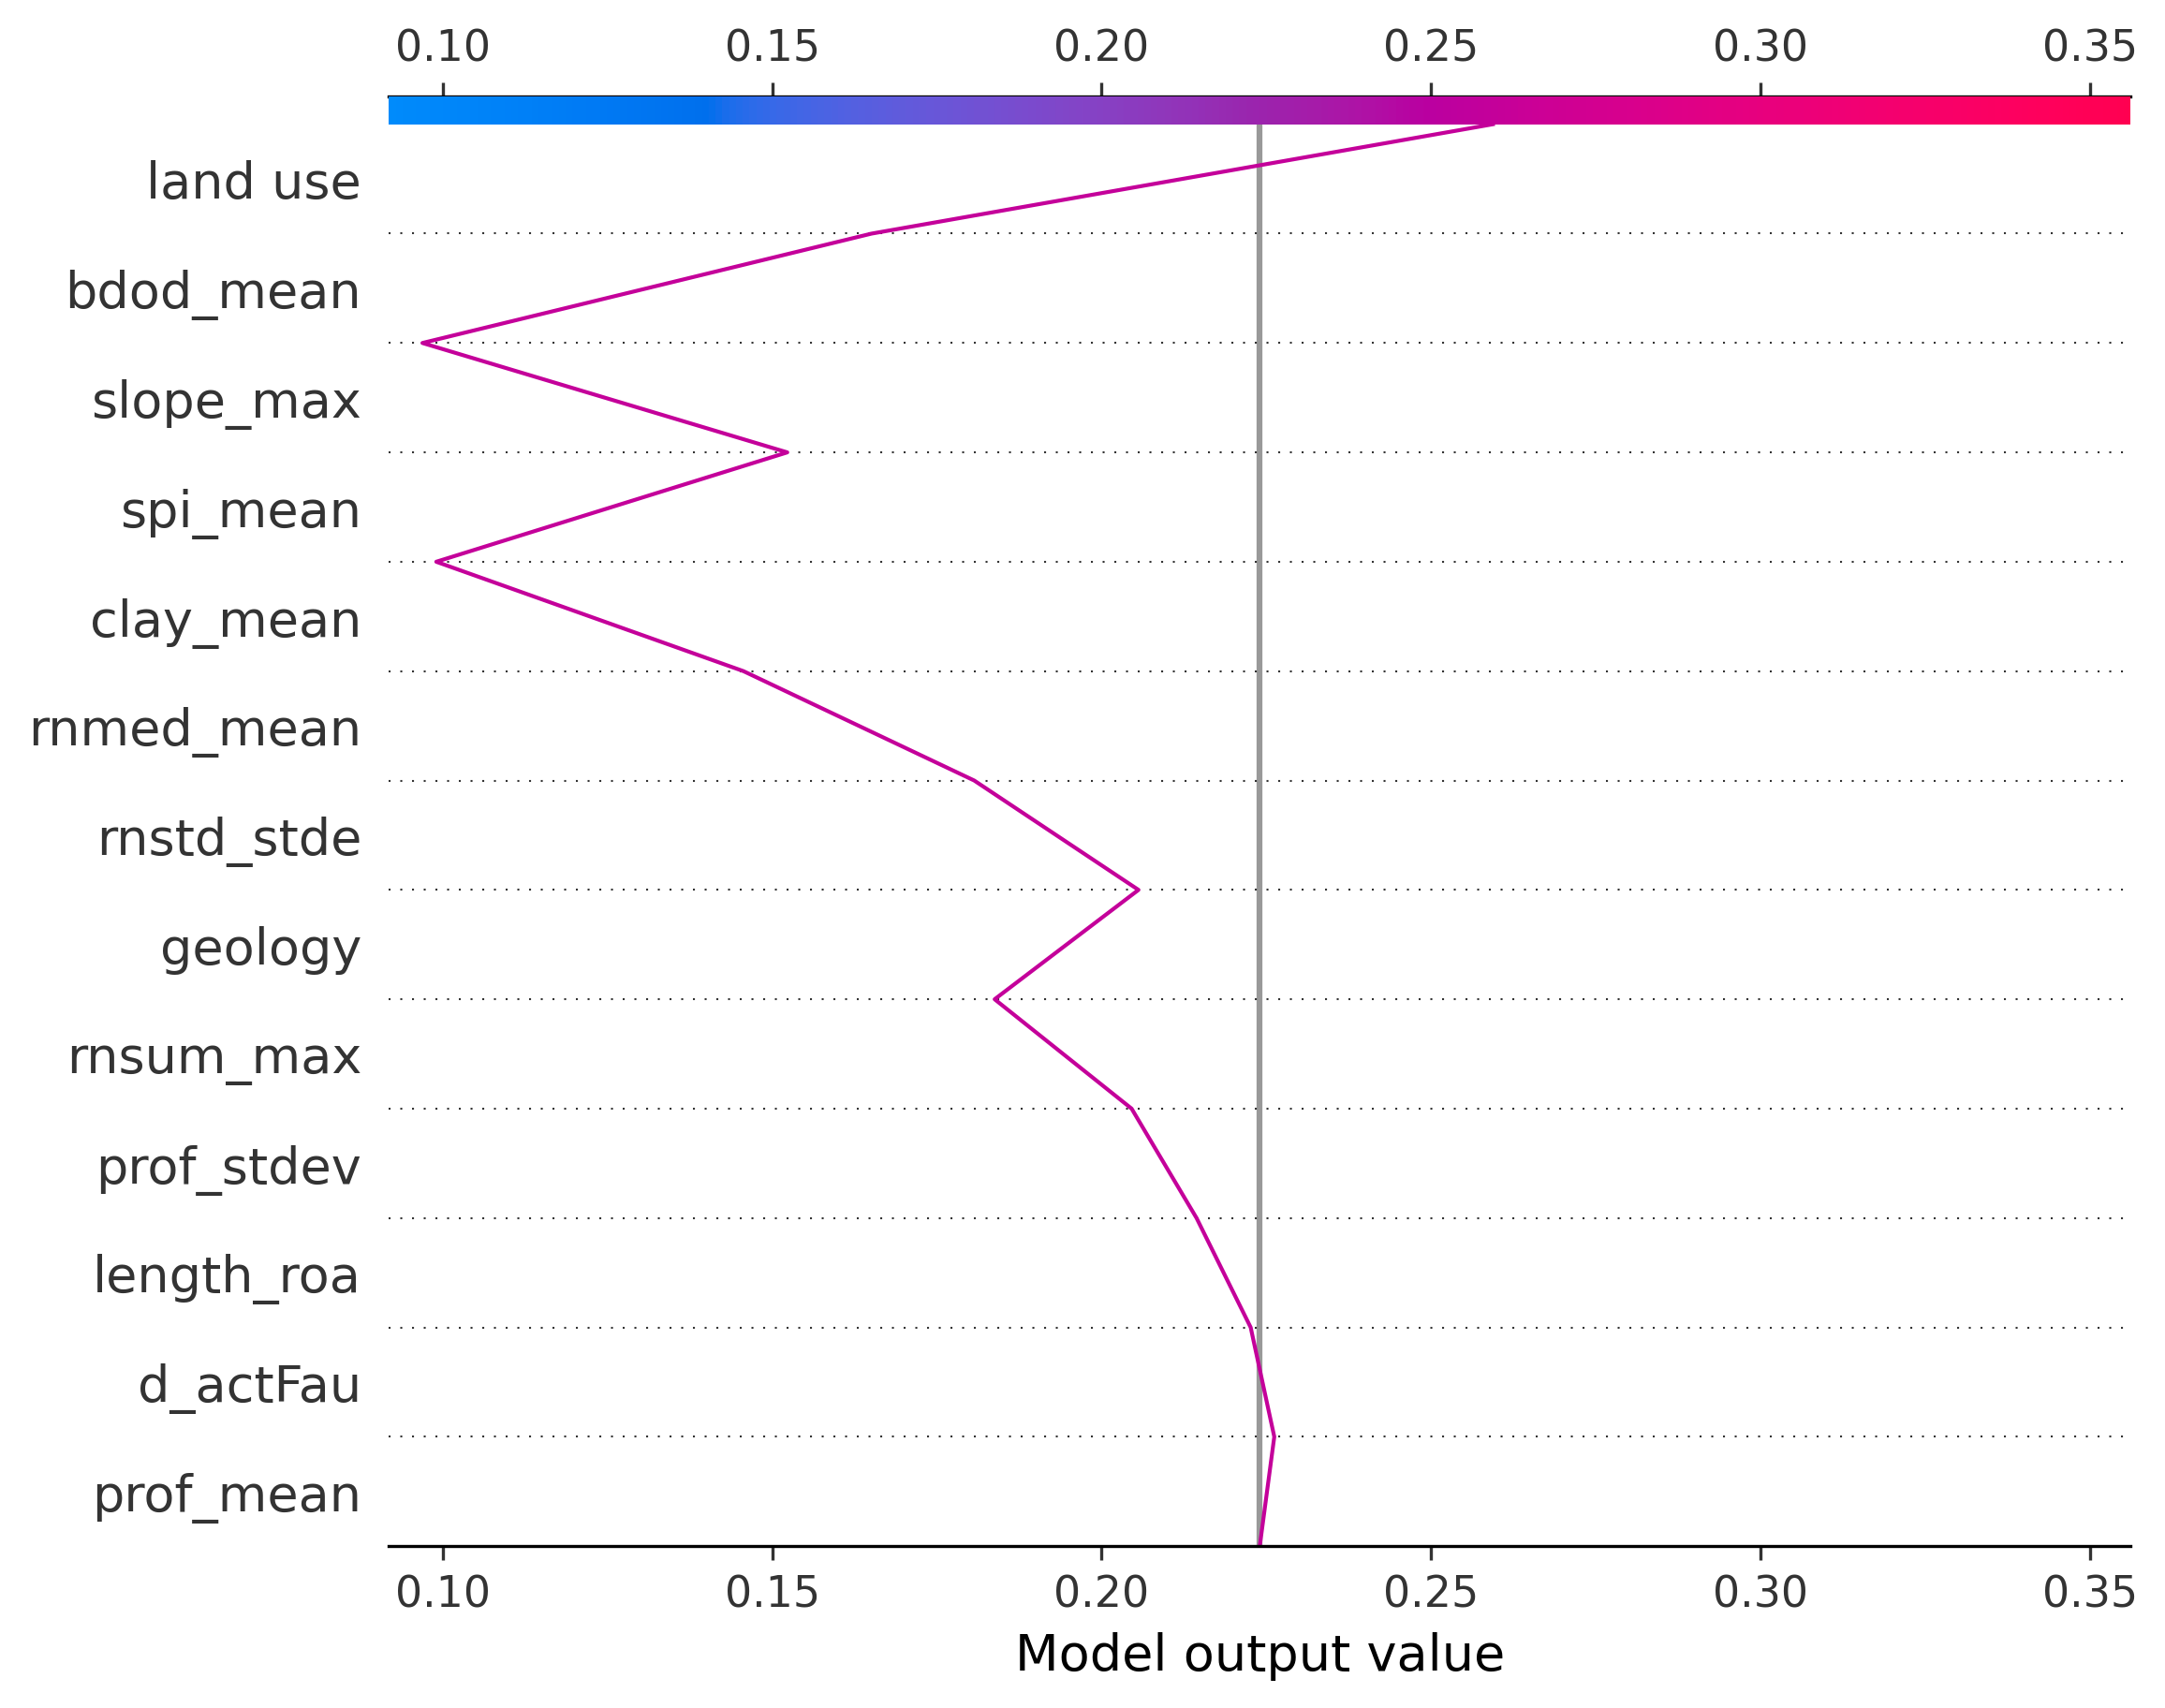 0.10 0.15 0.20 0.25 0.30 0.35
land use
bdod_mean
slope_max
spi_mean
clay_mean
rnmed_mean
rnstd_stde
geology
rnsum_max
prof_stdev
length_roa
d_actFau
prof_mean
0.10 0.15 0.20 0.25 0.30 0.35
Model output value